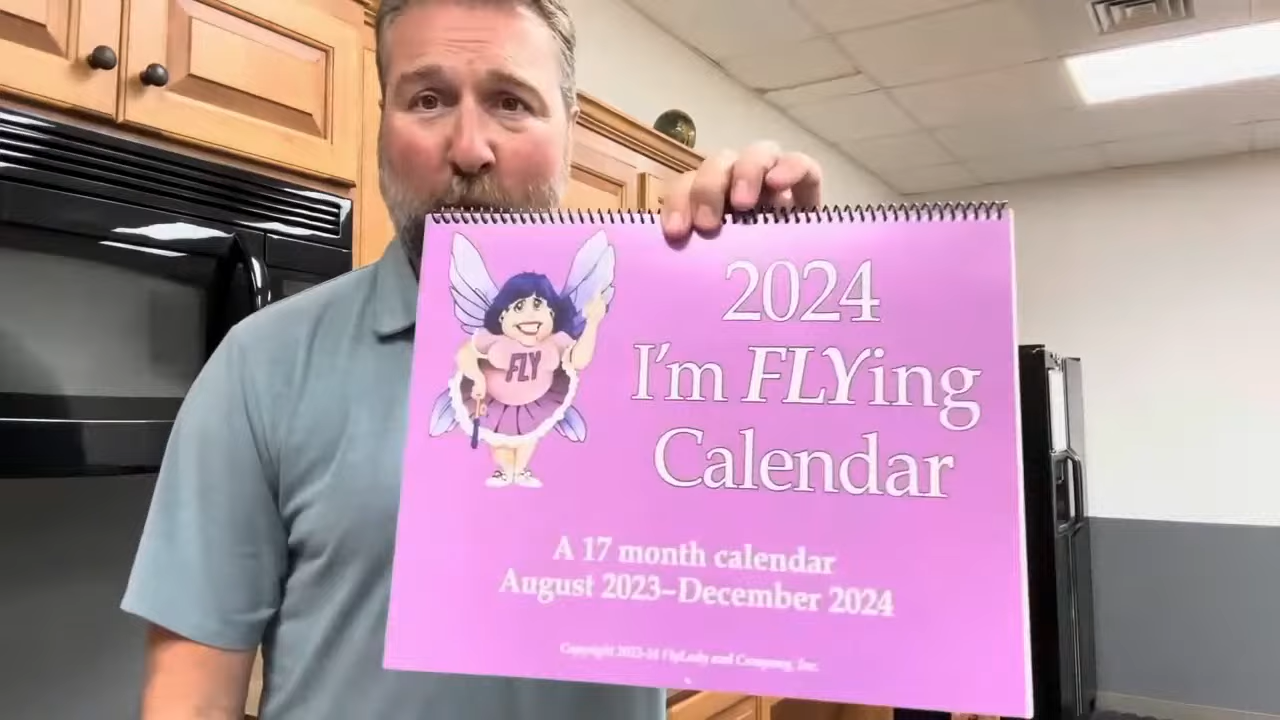 FLY
2024
I'm FLYing
Calendar
A 17 month calendar
August 2023–December 2024
Copyright 2023-24 FlyLady and Company, Inc.